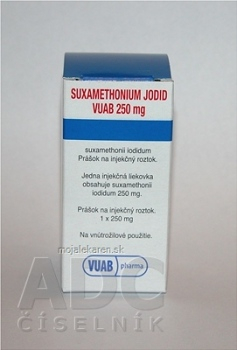 SUXAMETHONIUM JODID
VUAB 250 mg
suxamethonii iodidum
Prášok na injekčný roztok.
Jedna injekčná liekovka
obsahuje suxamethonii
iodidum 250 mg.
Prášok na injekčný roztok.
1 x 250 mg
mojalekaren.sk
Na vnútrožilové použitie.
VUAB pharma
ADC
ČÍSELNÍK